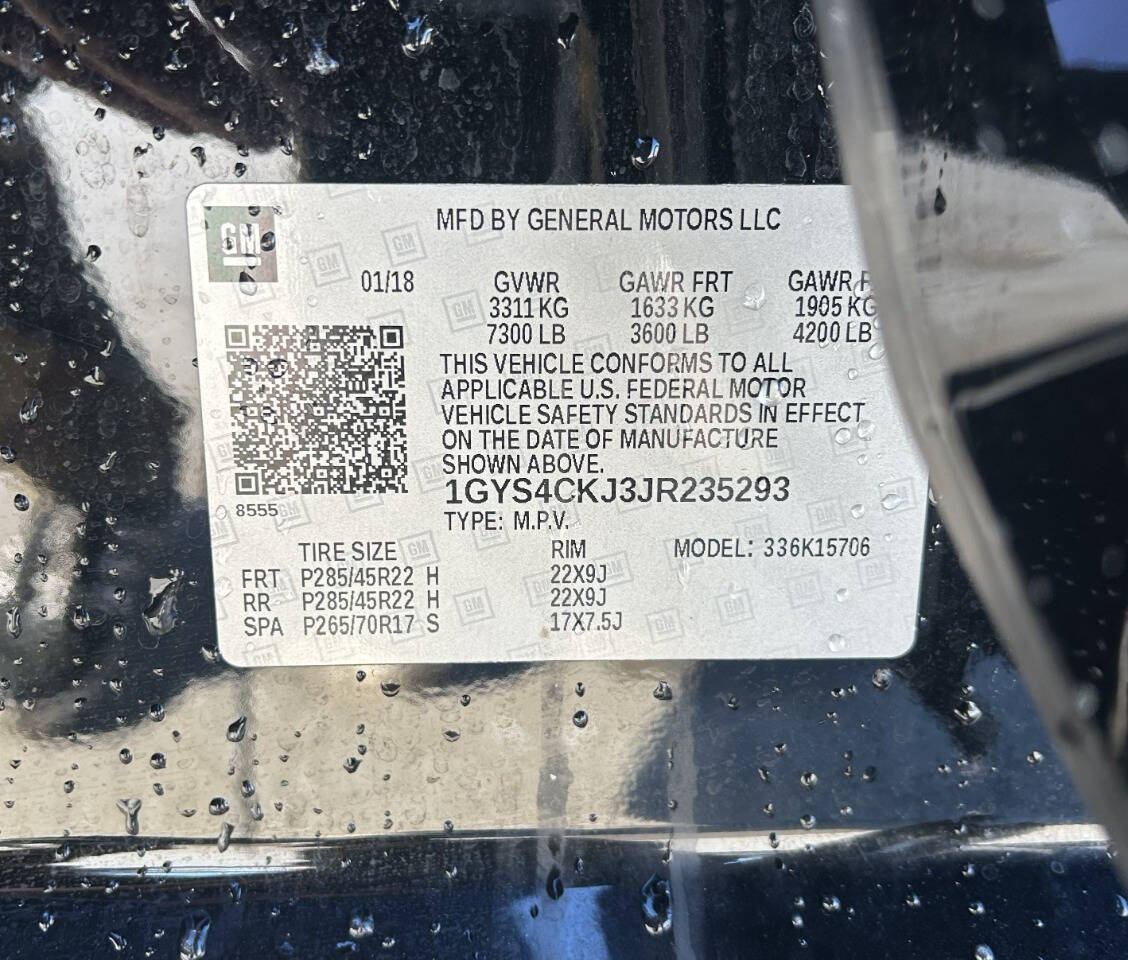 GM
MFD BY GENERAL MOTORS LLC
01/18 GVWR GAWR FRT GAWR
3311 KG 1633 KG 1905 KG
7300 LB 3600 LB 4200 LB
THIS VEHICLE CONFORMS TO ALL
APPLICABLE U.S. FEDERAL MOTOR
VEHICLE SAFETY STANDARDS IN EFFECT
ON THE DATE OF MANUFACTURE
SHOWN ABOVE.
1GYS4CKJ3JR235293
8555
TYPE: M.P.V.
TIRE SIZE RIM MODEL: 336K15706
FRT P285/45R22 H 22X9J
RR P285/45R22 H 22X9J
SPA P265/70R17 S 17X7.5J